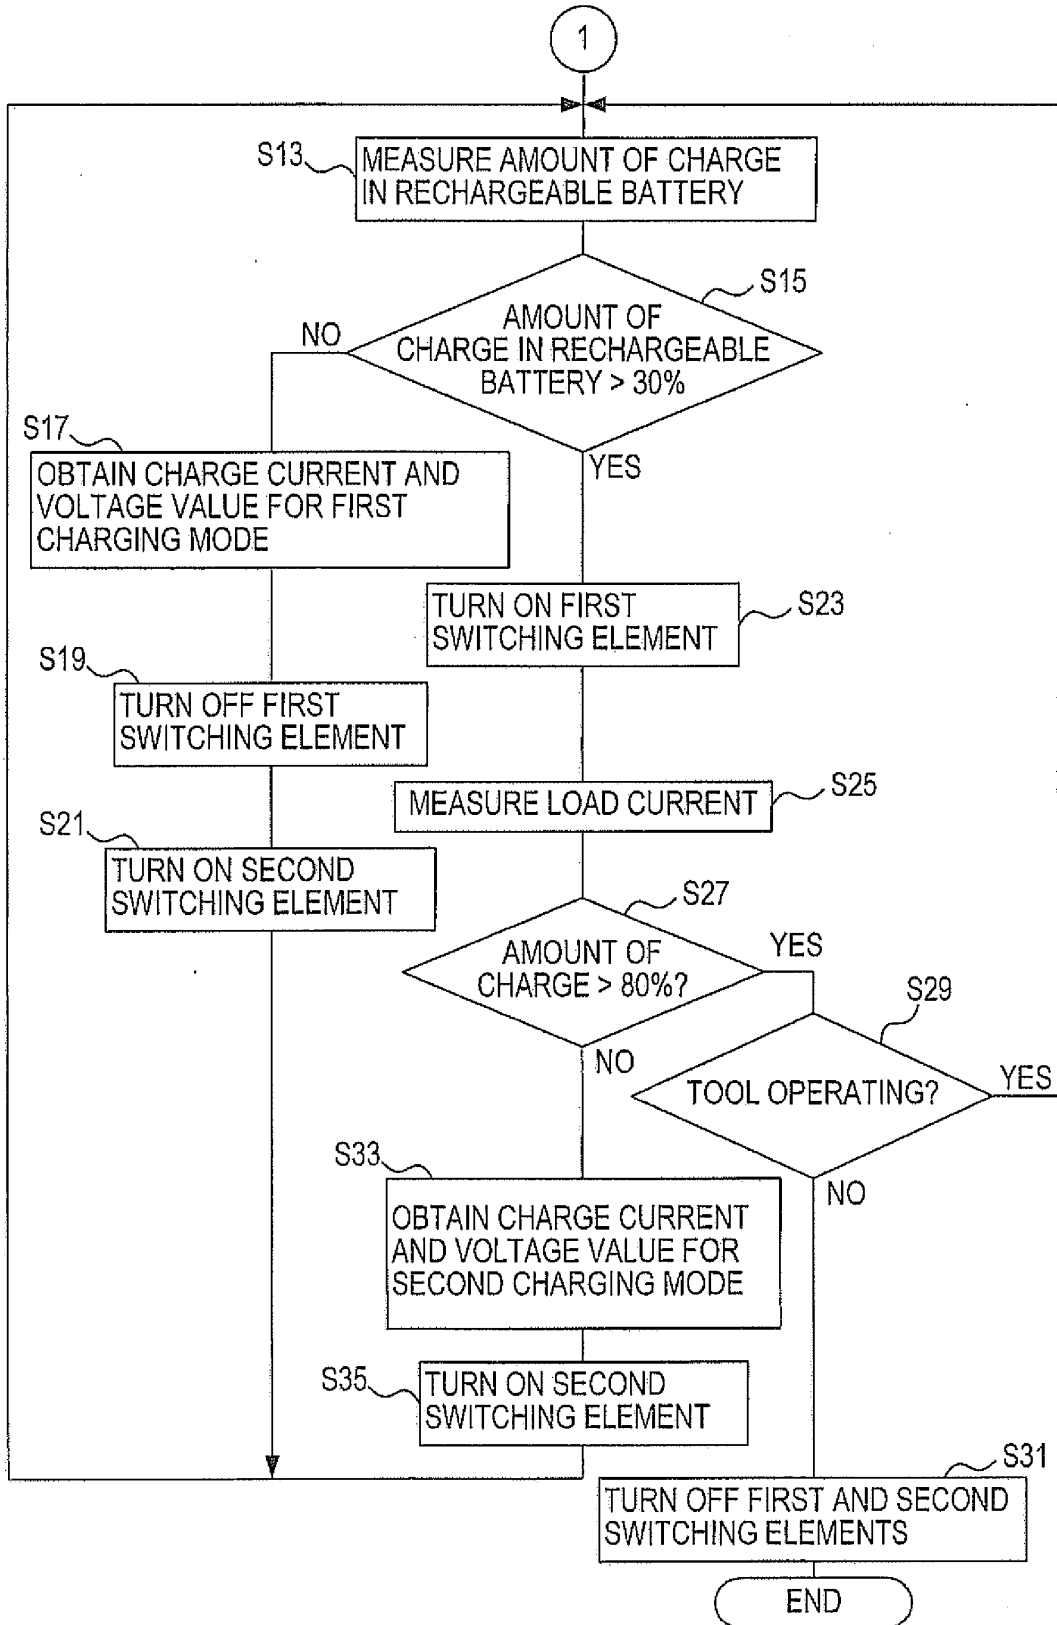 1
S13
MEASURE AMOUNT OF CHARGE
IN RECHARGEABLE BATTERY
S15
AMOUNT OF
CHARGE IN RECHARGEABLE
BATTERY > 30%
NO
YES
S17
OBTAIN CHARGE CURRENT AND
VOLTAGE VALUE FOR FIRST
CHARGING MODE
S23
TURN ON FIRST
SWITCHING ELEMENT
S19
TURN OFF FIRST
SWITCHING ELEMENT
S25
MEASURE LOAD CURRENT
S21
TURN ON SECOND
SWITCHING ELEMENT
S27
AMOUNT OF
CHARGE > 80%?
YES
NO
S29
TOOL OPERATING?
YES
NO
S33
OBTAIN CHARGE CURRENT
AND VOLTAGE VALUE FOR
SECOND CHARGING MODE
S35
TURN ON SECOND
SWITCHING ELEMENT
S31
TURN OFF FIRST AND SECOND
SWITCHING ELEMENTS
END